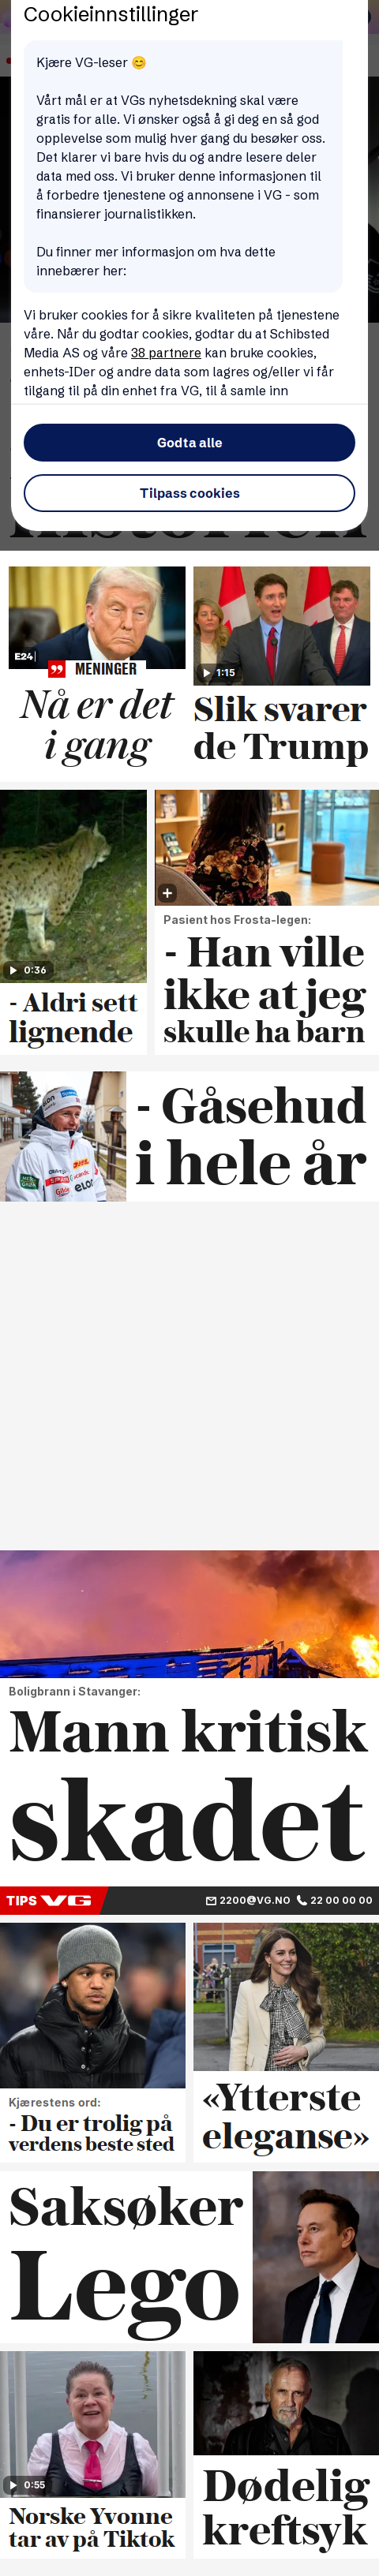 Cookieinnstillinger
Kjære VG-leser 😊
Vårt mål er at VGs nyhetsdekning skal være
gratis for alle. Vi ønsker også å gi deg en så god
opplevelse som mulig hver gang du besøker oss.
Det klarer vi bare hvis du og andre lesere deler
data med oss. Vi bruker denne informasjonen til
å forbedre tjenestene og annonsene i VG - som
finansierer journalistikken.
Du finner mer informasjon om hva dette
innebærer her:
Vi bruker cookies for å sikre kvaliteten på tjenestene
våre. Når du godtar cookies, godtar du at Schibsted
Media AS og våre 38 partnere kan bruke cookies,
enhets-IDer og andre data som lagres og/eller vi får
tilgang til på din enhet fra VG, til å samle inn
Godta alle
Tilpass cookies
historien
E24
MENINGER
Nå er det
i gang
1:15
Slik svarer
de Trump
0:36
- Aldri sett
lignende
Pasient hos Frosta-legen:
- Han ville
ikke at jeg
skulle ha barn
- Gåsehud
i hele år
Boligbrann i Stavanger:
Mann kritisk
skadet
TIPS VG
2200@VG.NO 22 00 00 00
Kjærestens ord:
- Du er trolig på
verdens beste sted
«Ytterste
eleganse»
Saksøker
Lego
0:55
Norske Yvonne
tar av på Tiktok
Dødelig
kreftsyk